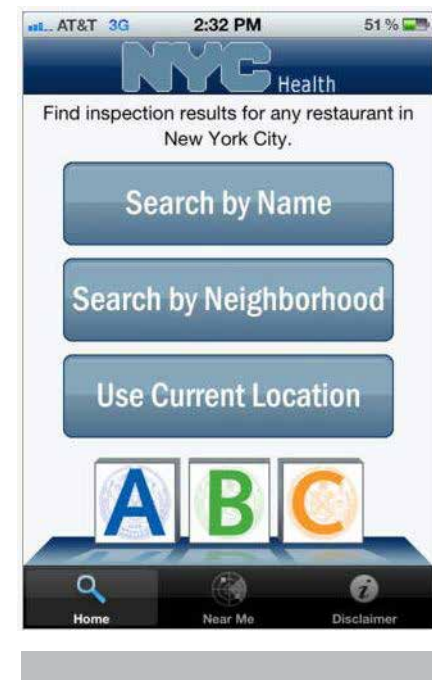 AT&T 3G 2:32 PM 51 %
NYC Health
Find inspection results for any restaurant in
New York City.
Search by Name
Search by Neighborhood
Use Current Location
A B C
Home Near Me Disclaimer